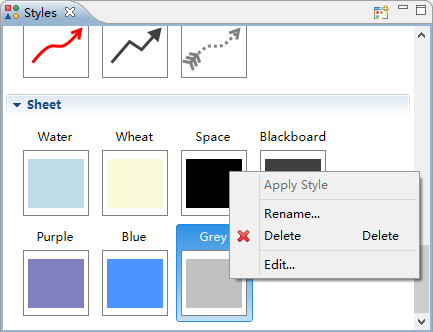 Styles
Sheet
Water Wheat Space Blackboard
Apply Style
Rename...
Delete Delete
Edit...
Purple Blue Grey